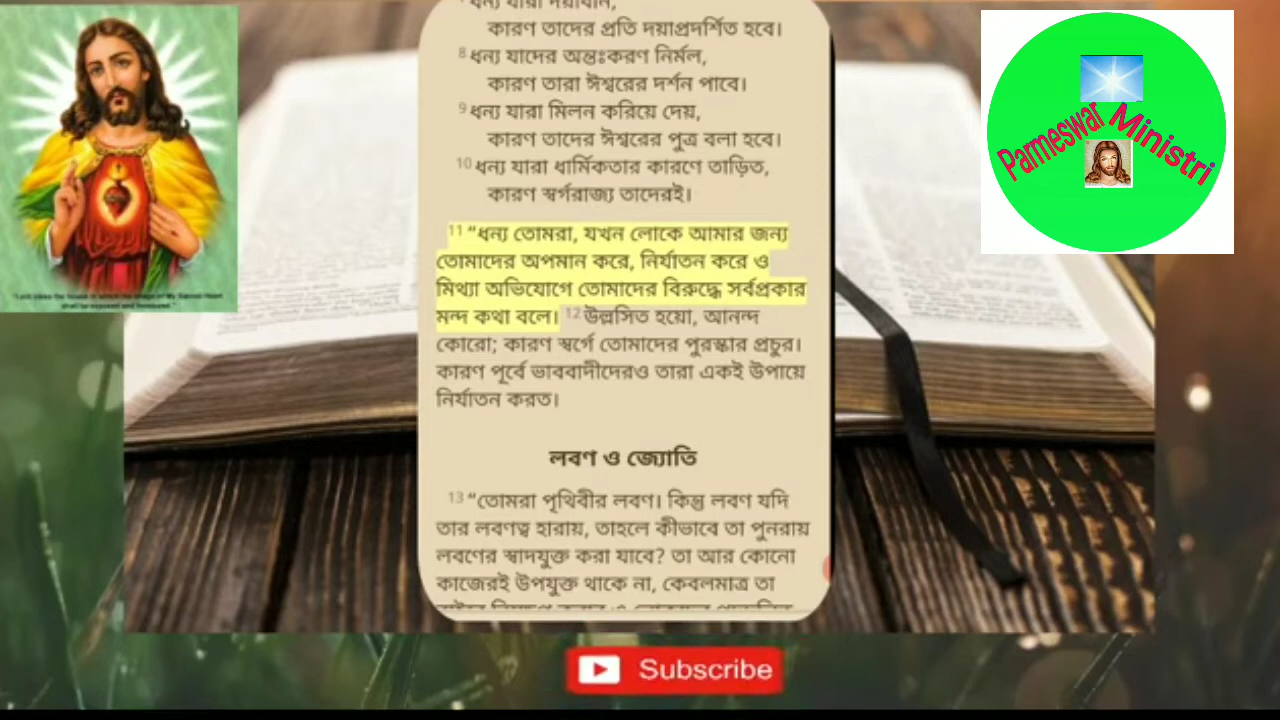 কারণ তাদের প্রতি দয়াপ্রদর্শিত হবে।
8 ধন্য যাদের অন্তঃকরণ নির্মল,
কারণ তারা ঈশ্বরের দর্শন পাবে।
9 ধন্য যারা মিলন করিয়ে দেয়,
কারণ তাদের ঈশ্বরের পুত্র বলা হবে।
10 ধন্য যারা ধার্মিকতার কারণে তাড়িত,
কারণ স্বর্গরাজ্য তাদেরই।
11 “ধন্য তোমরা, যখন লোকে আমার জন্য
তোমাদের অপমান করে, নির্যাতন করে ও
মিথ্যা অভিযোগে তোমাদের বিরুদ্ধে সর্বপ্রকার
মন্দ কথা বলে। 12 উল্লসিত হয়ো, আনন্দ
কোরো; কারণ স্বর্গে তোমাদের পুরস্কার প্রচুর।
কারণ পূর্বে ভাববাদীদেরও তারা একই উপায়ে
নির্যাতন করত।
লবণ ও জ্যোতি
13 “তোমরা পৃথিবীর লবণ। কিন্তু লবণ যদি
তার লবণত্ব হারায়, তাহলে কীভাবে তা পুনরায়
লবণের স্বাদযুক্ত করা যাবে? তা আর কোনো
কাজেরই উপযুক্ত থাকে না, কেবলমাত্র তা
Parmeswar Ministri
Subscribe